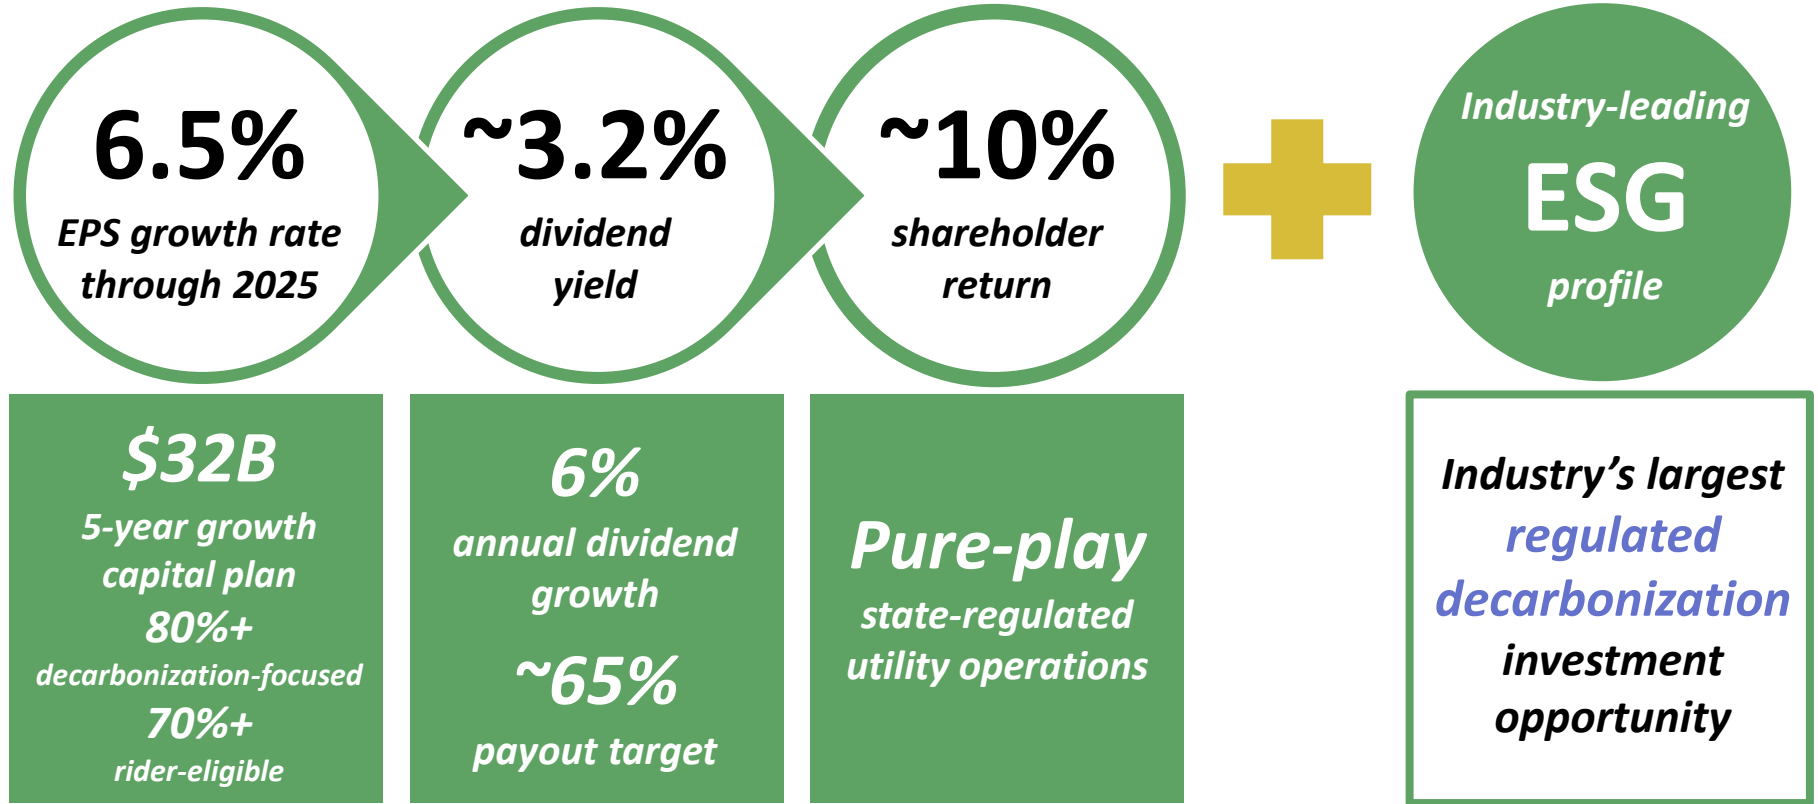 6.5%
EPS growth rate
through 2025
~3.2%
dividend
yield
~10%
shareholder
return
Industry-leading
ESG
profile
$32B
5-year growth
capital plan
80%+
decarbonization-focused
70%+
rider-eligible
6%
annual dividend
growth
~65%
payout target
Pure-play
state-regulated
utility operations
Industry’s largest
regulated
decarbonization
investment
opportunity